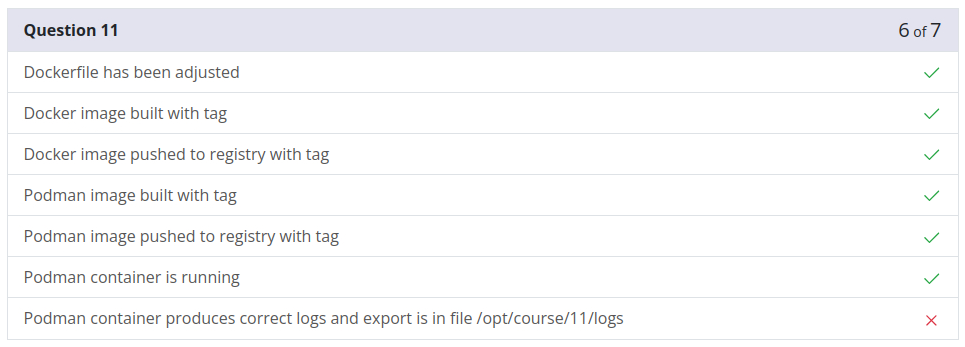 Question 11 6 of 7
Dockerfile has been adjusted
Docker image built with tag
Docker image pushed to registry with tag
Podman image built with tag
Podman image pushed to registry with tag
Podman container is running
Podman container produces correct logs and export is in file /opt/course/11/logs